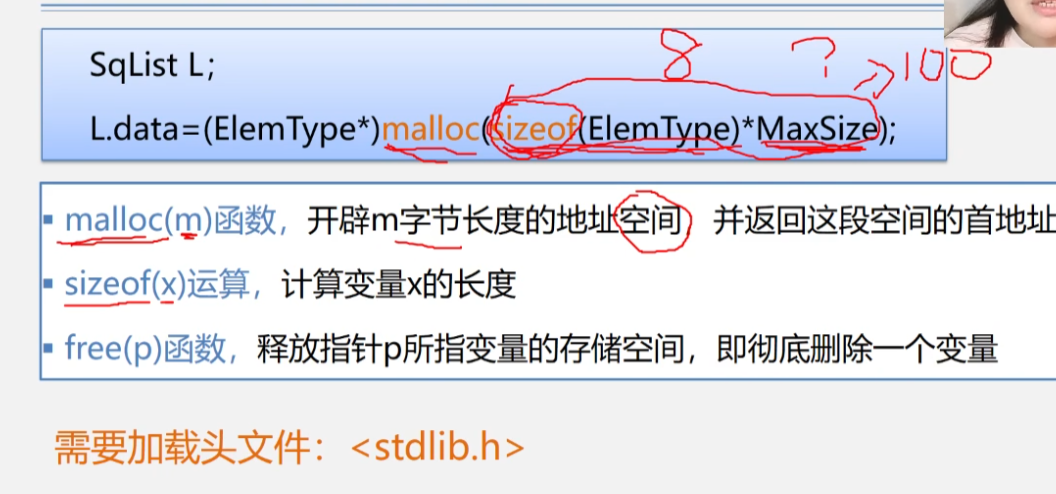 8 ? 100
SqList L;
L.data=(ElemType*)malloc(sizeof(ElemType)*MaxSize);
▪ malloc(m)函数，开辟m字节长度的地址空间，并返回这段空间的首地址
▪ sizeof(x)运算，计算变量x的长度
▪ free(p)函数，释放指针p所指变量的存储空间，即彻底删除一个变量
需要加载头文件：<stdlib.h>